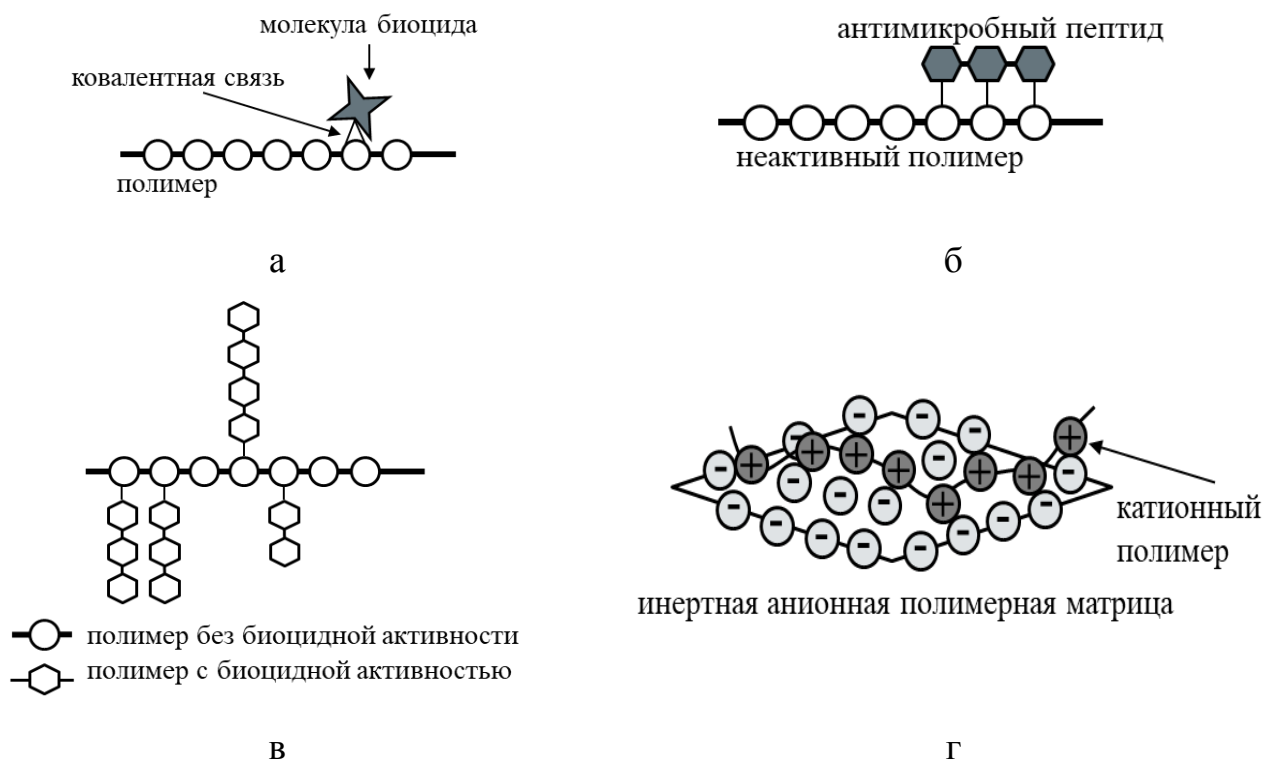 молекула биоцида
ковалентная связь
полимер
а
антимикробный пептид
неактивный полимер
б
полимер без биоцидной активности
полимер с биоцидной активностью
в
катионный
полимер
инертная анионная полимерная матрица
г